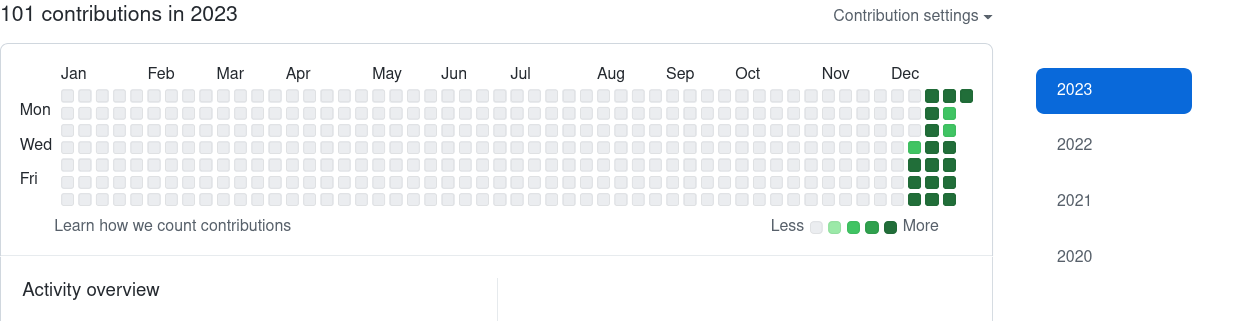 101 contributions in 2023
Contribution settings
Jan Feb Mar Apr May Jun Jul Aug Sep Oct Nov Dec
Mon
Wed
Fri
Learn how we count contributions
Less More
Activity overview
2023
2022
2021
2020